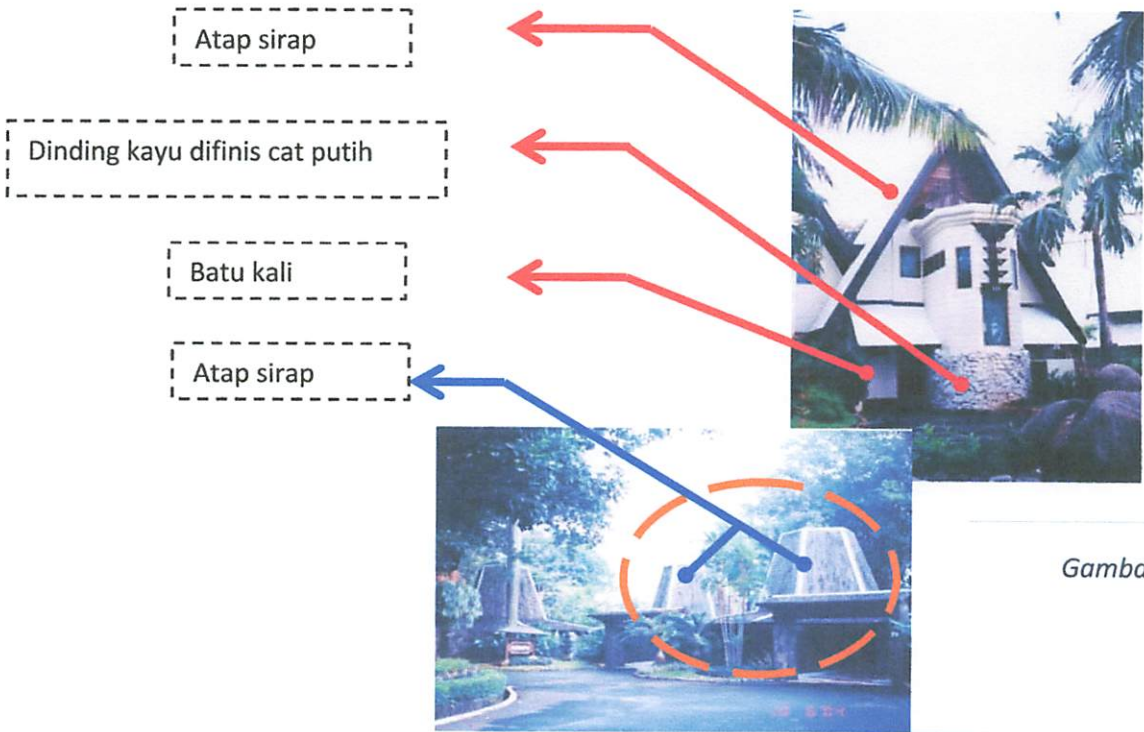 Atap sirap
Dinding kayu difinis cat putih
Batu kali
Atap sirap
Gamba